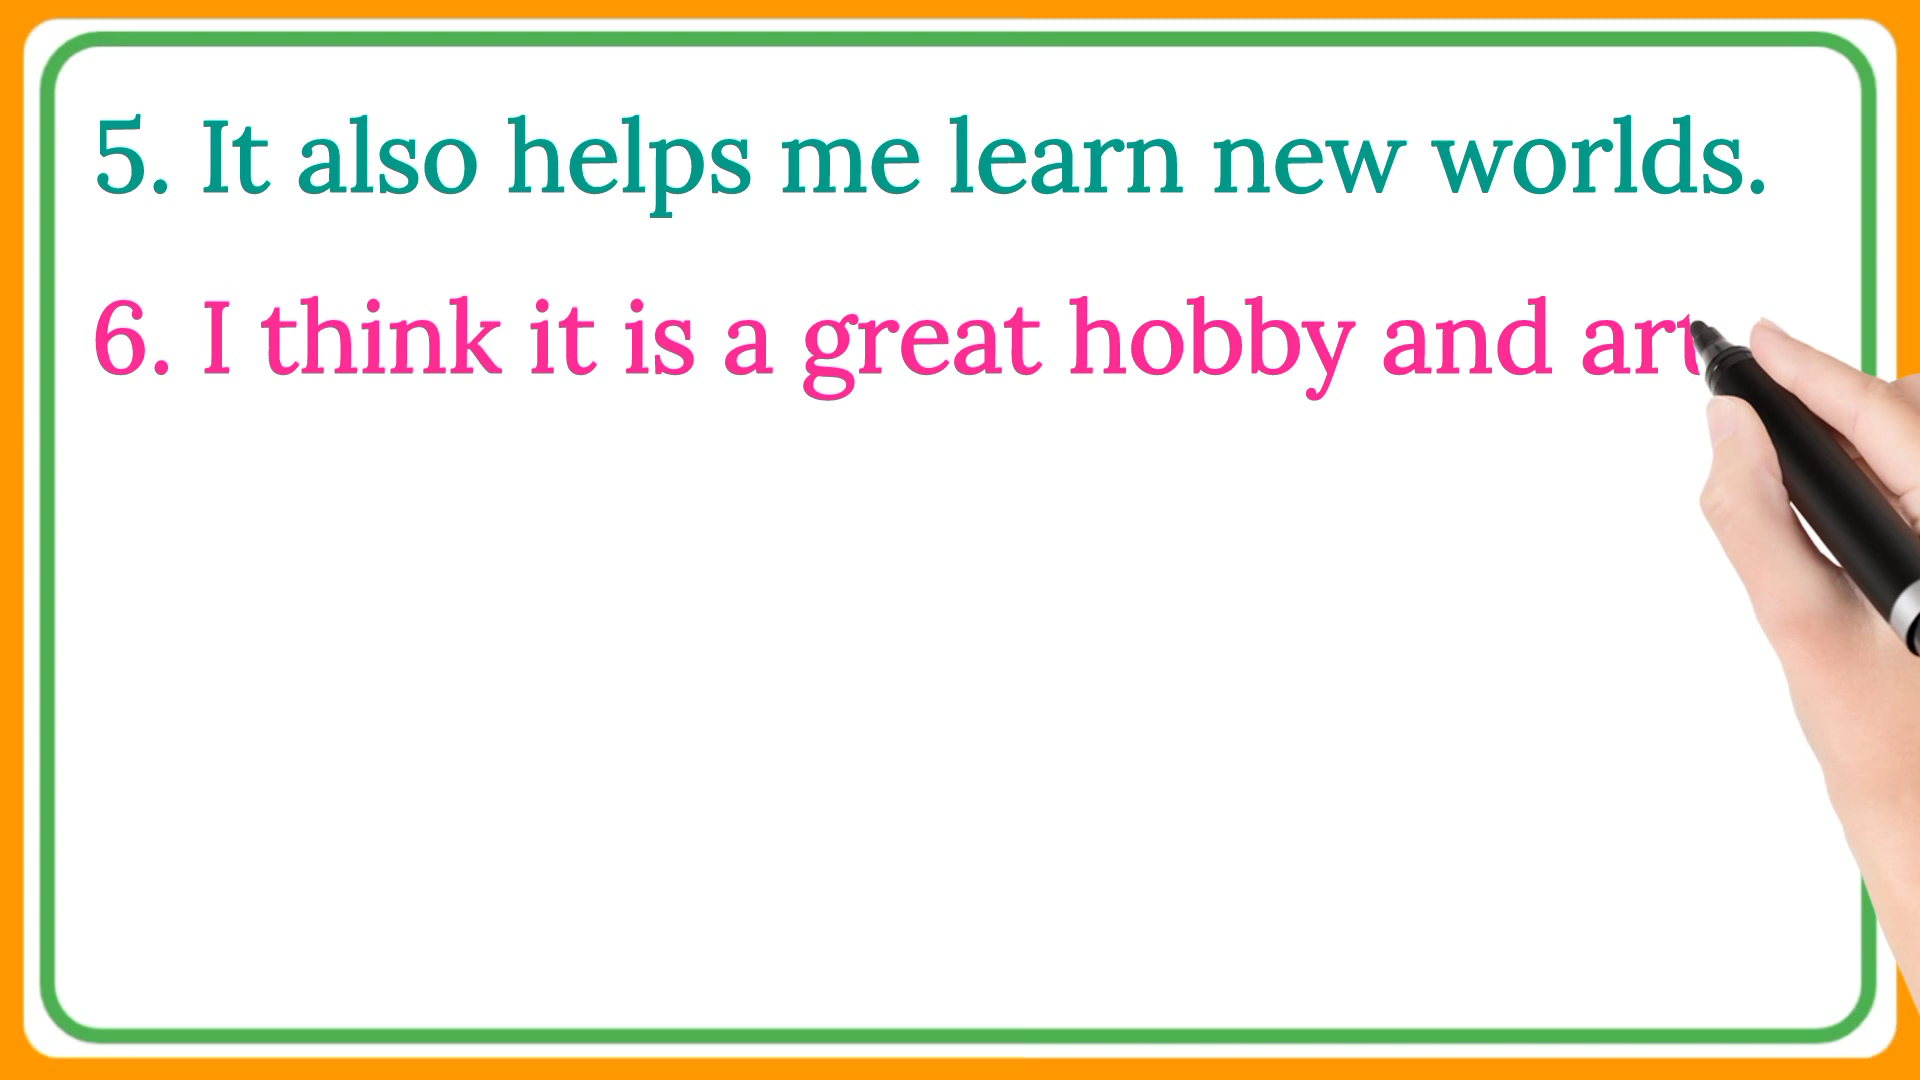 5. It also helps me learn new worlds.
6. I think it is a great hobby and art